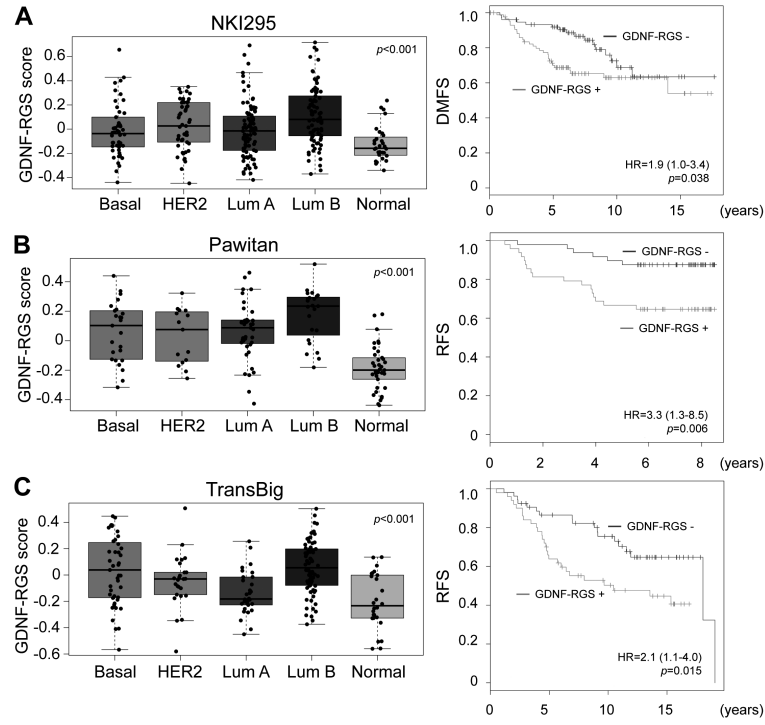 A
NKI295
GDNF-RGS score
0.6
0.4
0.2
0
-0.2
-0.4
p<0.001
Basal HER2 Lum A Lum B Normal
DMFS
1.0
0.8
0.6
0.4
0.2
0.0
GDNF-RGS -
GDNF-RGS +
HR=1.9 (1.0-3.4)
p=0.038
0 5 10 15 (years)
B
Pawitan
GDNF-RGS score
0.4
0.2
0
-0.2
-0.4
p<0.001
Basal HER2 Lum A Lum B Normal
RFS
1.0
0.8
0.6
0.4
0.2
0.0
GDNF-RGS -
GDNF-RGS +
HR=3.3 (1.3-8.5)
p=0.006
0 2 4 6 8 (years)
C
TransBig
GDNF-RGS score
0.4
0.2
0
-0.2
-0.4
-0.6
p<0.001
Basal HER2 Lum A Lum B Normal
RFS
1.0
0.8
0.6
0.4
0.2
0.0
GDNF-RGS -
GDNF-RGS +
HR=2.1 (1.1-4.0)
p=0.015
0 5 10 15 (years)